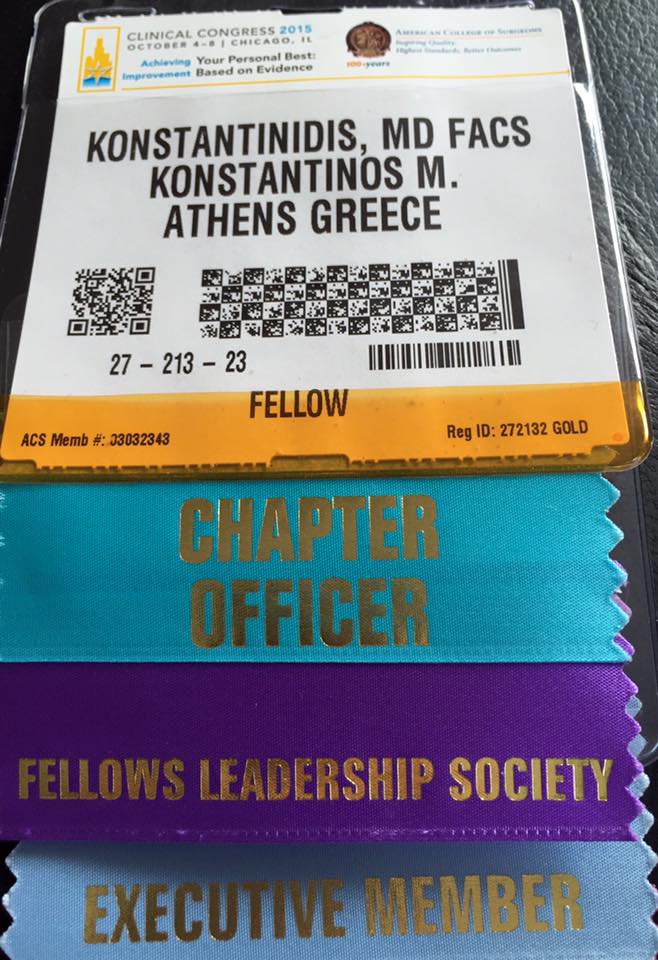 CLINICAL CONGRESS 2015
OCTOBER 4–8 | CHICAGO, IL
Achieving Your Personal Best:
Improvement Based on Evidence
AMERICAN COLLEGE OF SURGEONS
Inspiring Quality:
Highest Standards, Better Outcomes
100+years
KONSTANTINIDIS, MD FACS
KONSTANTINOS M.
ATHENS GREECE
27 – 213 – 23
FELLOW
ACS Memb #: 03032343
Reg ID: 272132 GOLD
CHAPTER
OFFICER
FELLOWS LEADERSHIP SOCIETY
EXECUTIVE MEMBER